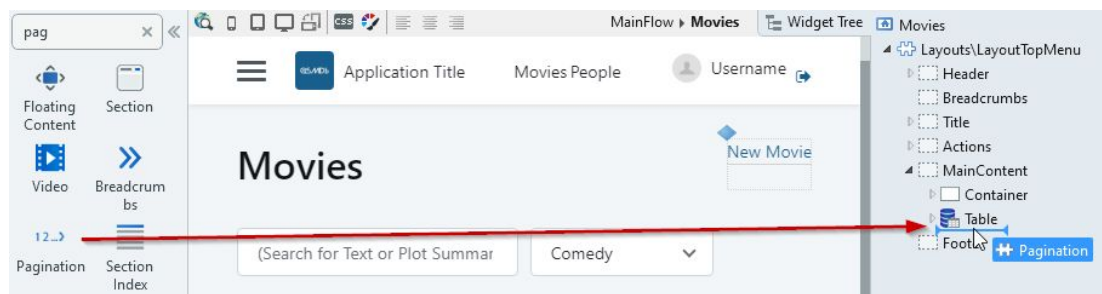 pag
Floating
Content
Section
Video
Breadcrum
bs
12...>
Pagination
Section
Index
css
MainFlow
Movies
Widget Tree
Application Title
Movies People
Username
Movies
New Movie
(Search for Text or Plot Summar
Comedy
Movies
Layouts\LayoutTopMenu
Header
Breadcrumbs
Title
Actions
MainContent
Container
Table
Foot
Pagination